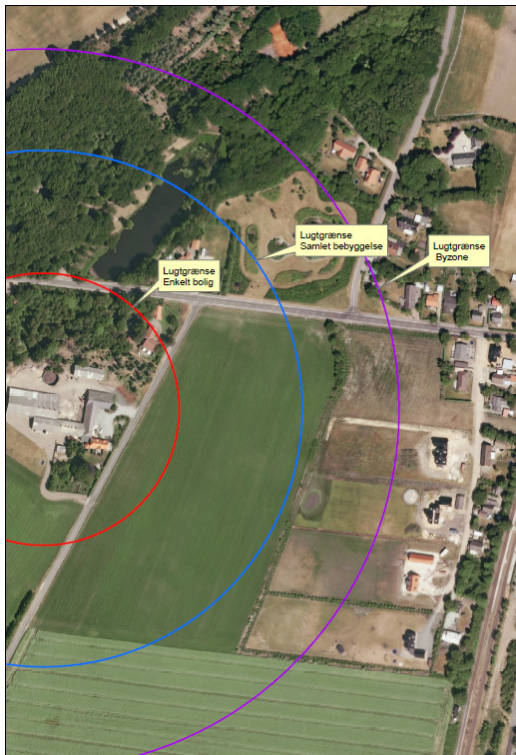 Lugtgrænse
Samlet bebyggelse
Lugtgrænse
Byzone
Lugtgrænse
Enkelt bolig